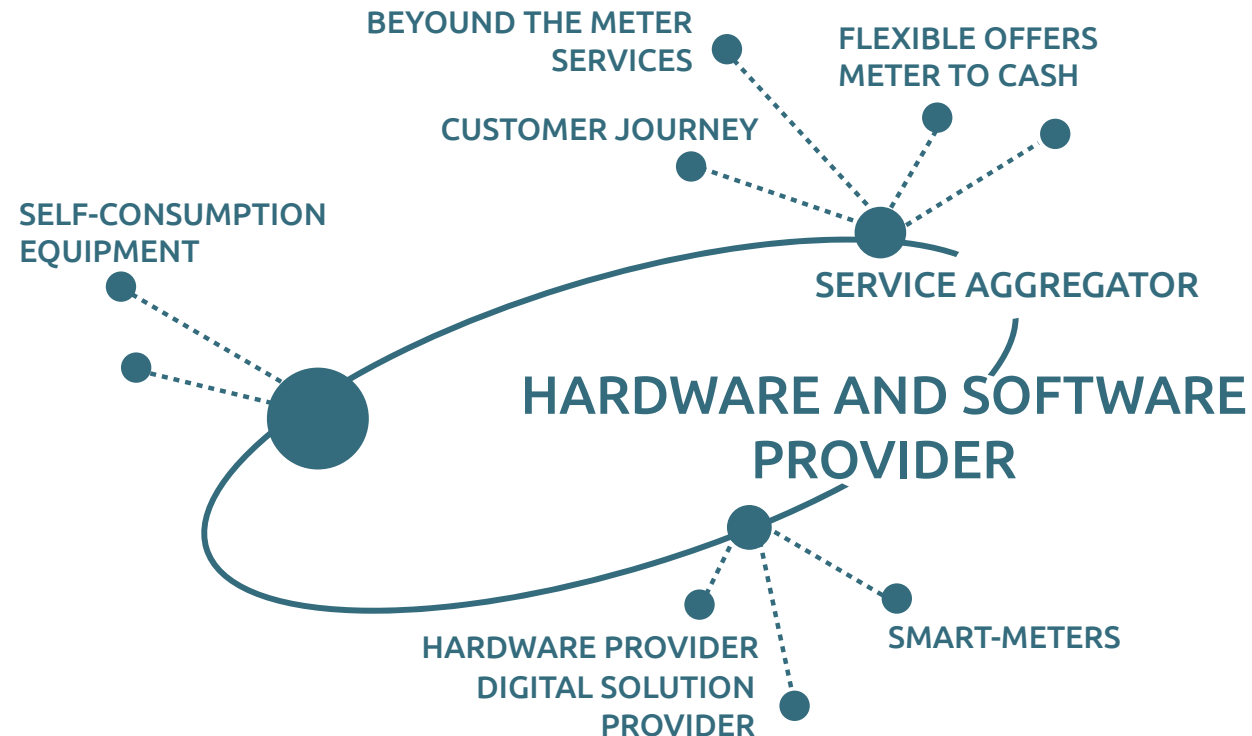 BEYOUND THE METER
SERVICES
FLEXIBLE OFFERS
METER TO CASH
CUSTOMER JOURNEY
SELF-CONSUMPTION
EQUIPMENT
SERVICE AGGREGATOR
HARDWARE AND SOFTWARE
PROVIDER
HARDWARE PROVIDER
DIGITAL SOLUTION
PROVIDER
SMART-METERS